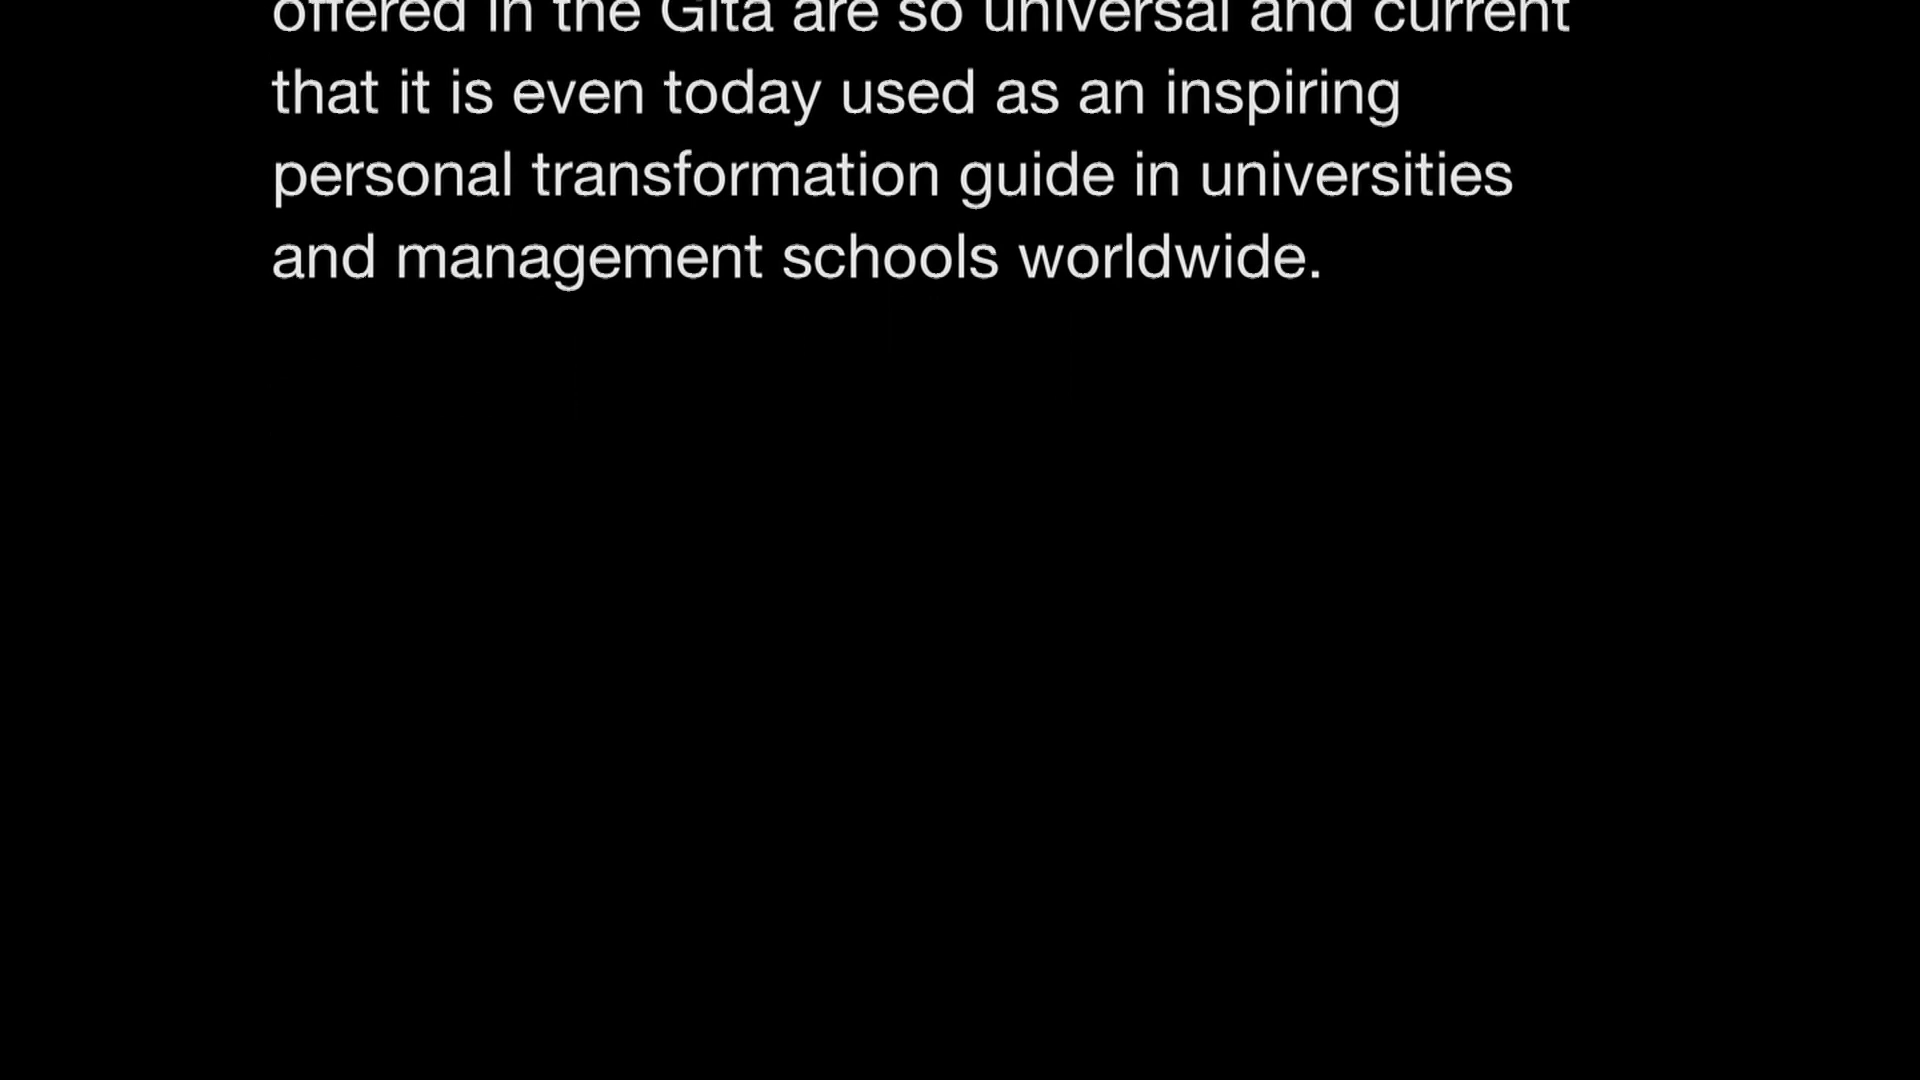 offered in the Gita are so universal and current
that it is even today used as an inspiring
personal transformation guide in universities
and management schools worldwide.